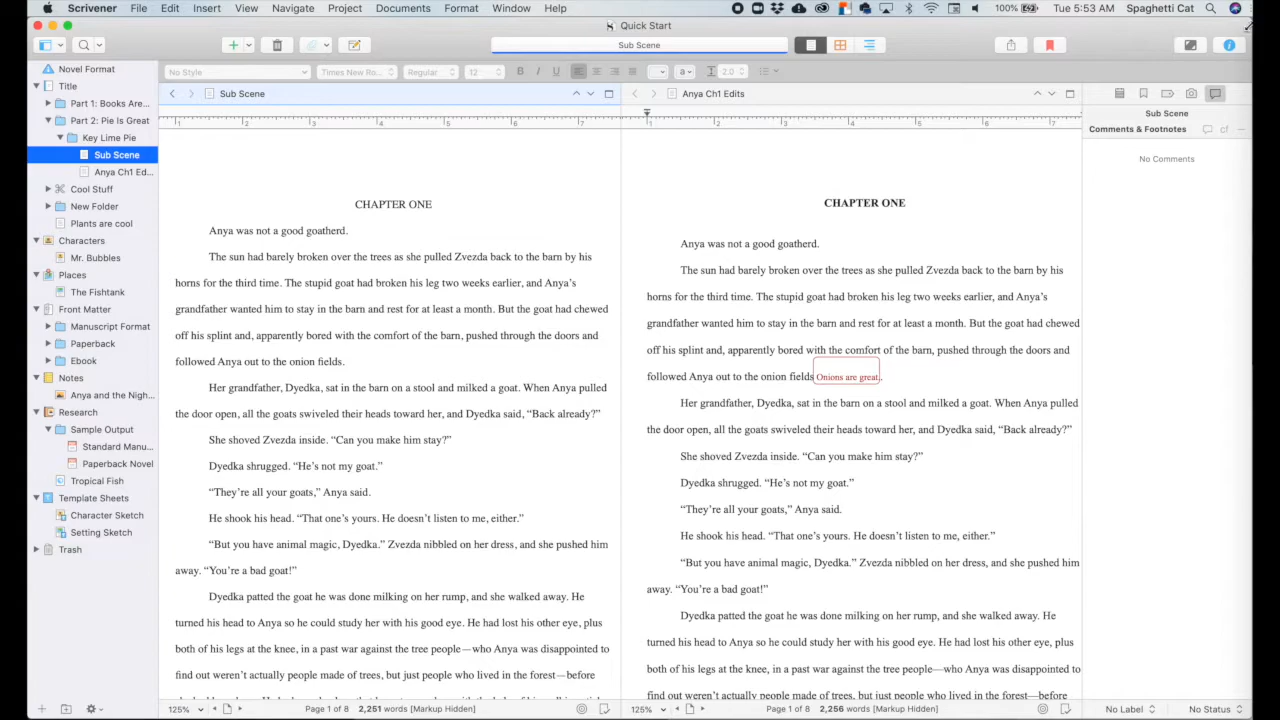 Scrivener File Edit Insert View Navigate Project Documents Format Window Help 100% Tue 5:53 AM Spaghetti Cat
Quick Start
Sub Scene
No Style Times New Ro... Regular 12 B I U a 2.0
Sub Scene
Anya Ch1 Edits
Novel Format
Title
Part 1: Books Are...
Part 2: Pie Is Great
Key Lime Pie
Sub Scene
Anya Ch1 Ed...
Cool Stuff
New Folder
Plants are cool
Characters
Mr. Bubbles
Places
The Fishtank
Front Matter
Manuscript Format
Paperback
Ebook
Notes
Anya and the Nigh...
Research
Sample Output
Standard Manu...
Paperback Novel
Tropical Fish
Template Sheets
Character Sketch
Setting Sketch
Trash
1 2 3 4 5 6 7
CHAPTER ONE
Anya was not a good goatherd.
The sun had barely broken over the trees as she pulled Zvezda back to the barn by his
horns for the third time. The stupid goat had broken his leg two weeks earlier, and Anya’s
grandfather wanted him to stay in the barn and rest for at least a month. But the goat had chewed
off his splint and, apparently bored with the comfort of the barn, pushed through the doors and
followed Anya out to the onion fields.
Her grandfather, Dyedka, sat in the barn on a stool and milked a goat. When Anya pulled
the door open, all the goats swiveled their heads toward her, and Dyedka said, “Back already?”
She shoved Zvezda inside. “Can you make him stay?”
Dyedka shrugged. “He’s not my goat.”
“They’re all your goats,” Anya said.
He shook his head. “That one’s yours. He doesn’t listen to me, either.”
“But you have animal magic, Dyedka.” Zvezda nibbled on her dress, and she pushed him
away. “You’re a bad goat!”
Dyedka patted the goat he was done milking on her rump, and she walked away. He
turned his head to Anya so he could study her with his good eye. He had lost his other eye, plus
both of his legs at the knee, in a past war against the tree people—who Anya was disappointed to
find out weren’t actually people made of trees, but just people who lived in the forest—before
125% Page 1 of 8 2,251 words [Markup Hidden]
1 2 3 4 5 6 7
CHAPTER ONE
Anya was not a good goatherd.
The sun had barely broken over the trees as she pulled Zvezda back to the barn by his
horns for the third time. The stupid goat had broken his leg two weeks earlier, and Anya’s
grandfather wanted him to stay in the barn and rest for at least a month. But the goat had chewed
off his splint and, apparently bored with the comfort of the barn, pushed through the doors and
followed Anya out to the onion fields Onions are great..
Her grandfather, Dyedka, sat in the barn on a stool and milked a goat. When Anya pulled
the door open, all the goats swiveled their heads toward her, and Dyedka said, “Back already?”
She shoved Zvezda inside. “Can you make him stay?”
Dyedka shrugged. “He’s not my goat.”
“They’re all your goats,” Anya said.
He shook his head. “That one’s yours. He doesn’t listen to me, either.”
“But you have animal magic, Dyedka.” Zvezda nibbled on her dress, and she pushed him
away. “You’re a bad goat!”
Dyedka patted the goat he was done milking on her rump, and she walked away. He
turned his head to Anya so he could study her with his good eye. He had lost his other eye, plus
both of his legs at the knee, in a past war against the tree people—who Anya was disappointed to
find out weren’t actually people made of trees, but just people who lived in the forest—before
125% Page 1 of 8 2,256 words [Markup Hidden]
Sub Scene
Comments & Footnotes cf
No Comments
No Label No Status